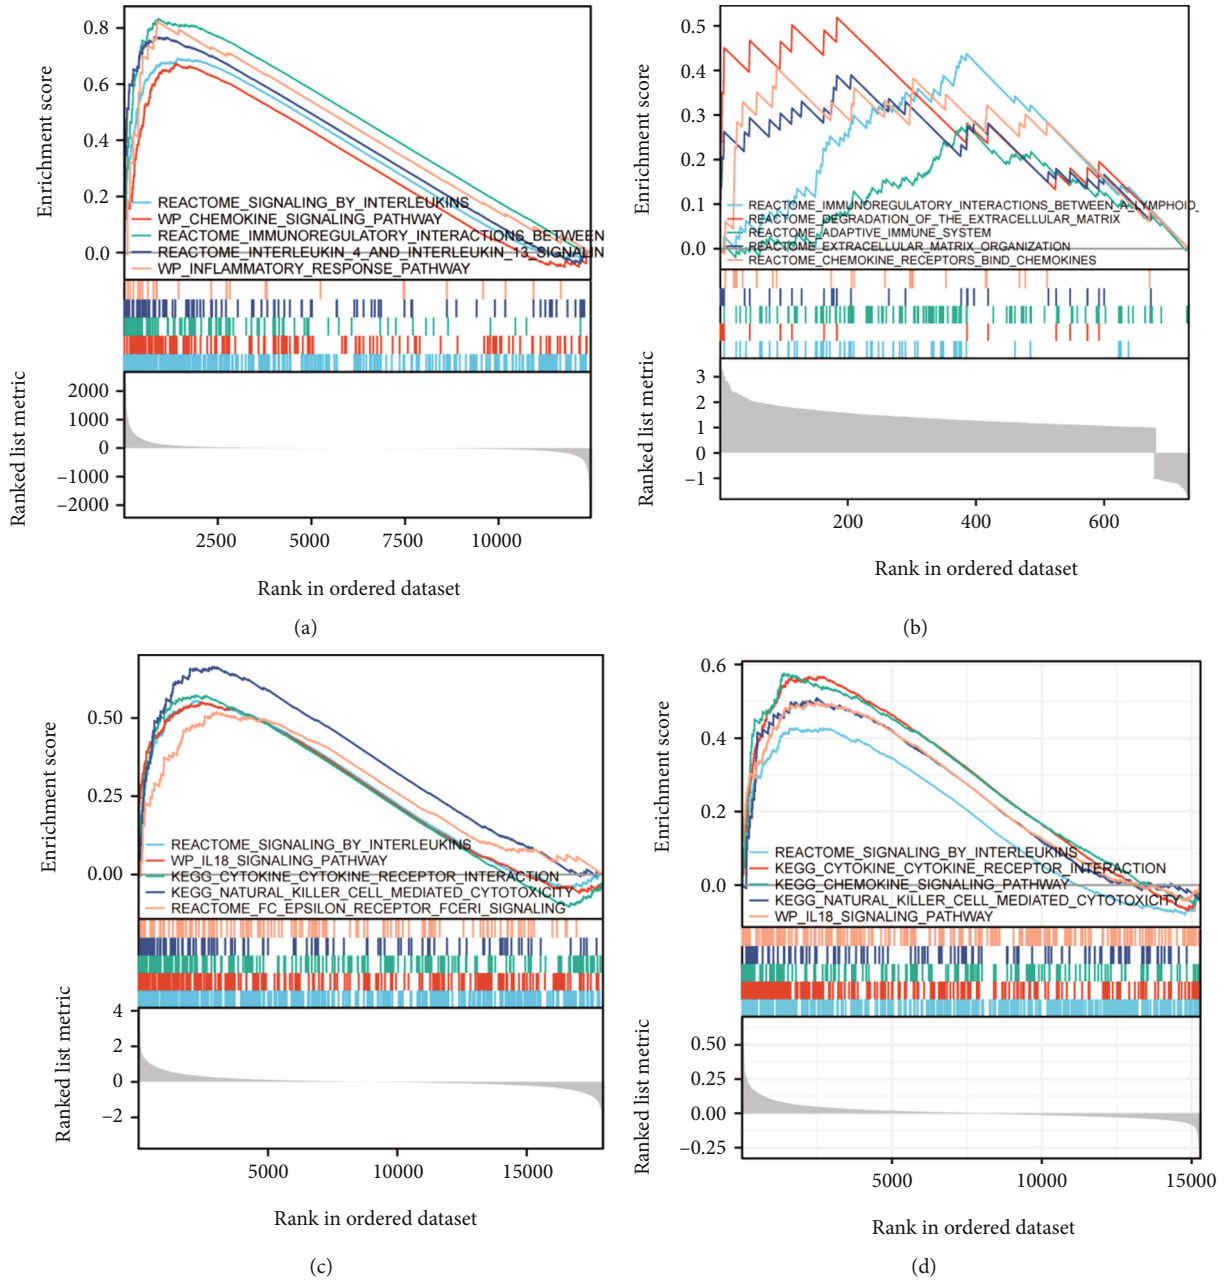 0.8
0.6
0.4
0.2
0.0
Enrichment score
REACTOME_SIGNALING_BY_INTERLEUKINS
WP_CHEMOKINE_SIGNALING_PATHWAY
REACTOME_IMMUNOREGULATORY_INTERACTIONS_BETWEEN
REACTOME_INTERLEUKIN_4_AND_INTERLEUKIN_13_SIGNALIN
WP_INFLAMMATORY_RESPONSE_PATHWAY
2000
1000
0
−1000
−2000
Ranked list metric
2500 5000 7500 10000
Rank in ordered dataset
(a)
0.5
0.4
0.3
0.2
0.1
0.0
Enrichment score
REACTOME_IMMUNOREGULATORY_INTERACTIONS_BETWEEN_A_LYMPHOID_
REACTOME_DEGRADATION_OF_THE_EXTRACELLULAR_MATRIX
REACTOME_ADAPTIVE_IMMUNE_SYSTEM
REACTOME_EXTRACELLULAR_MATRIX_ORGANIZATION
REACTOME_CHEMOKINE_RECEPTORS_BIND_CHEMOKINES
3
2
1
0
−1
Ranked list metric
200 400 600
Rank in ordered dataset
(b)
0.50
0.25
0.00
Enrichment score
REACTOME_SIGNALING_BY_INTERLEUKINS
WP_IL18_SIGNALING_PATHWAY
KEGG_CYTOKINE_CYTOKINE_RECEPTOR_INTERACTION
KEGG_NATURAL_KILLER_CELL_MEDIATED_CYTOTOXICITY
REACTOME_FC_EPSILON_RECEPTOR_FCERI_SIGNALING
4
2
0
−2
Ranked list metric
5000 10000 15000
Rank in ordered dataset
(c)
0.6
0.4
0.2
0.0
Enrichment score
REACTOME_SIGNALING_BY_INTERLEUKINS
KEGG_CYTOKINE_CYTOKINE_RECEPTOR_INTERACTION
KEGG_CHEMOKINE_SIGNALING_PATHWAY
KEGG_NATURAL_KILLER_CELL_MEDIATED_CYTOTOXICITY
WP_IL18_SIGNALING_PATHWAY
0.50
0.25
0.00
−0.25
Ranked list metric
5000 10000 15000
Rank in ordered dataset
(d)